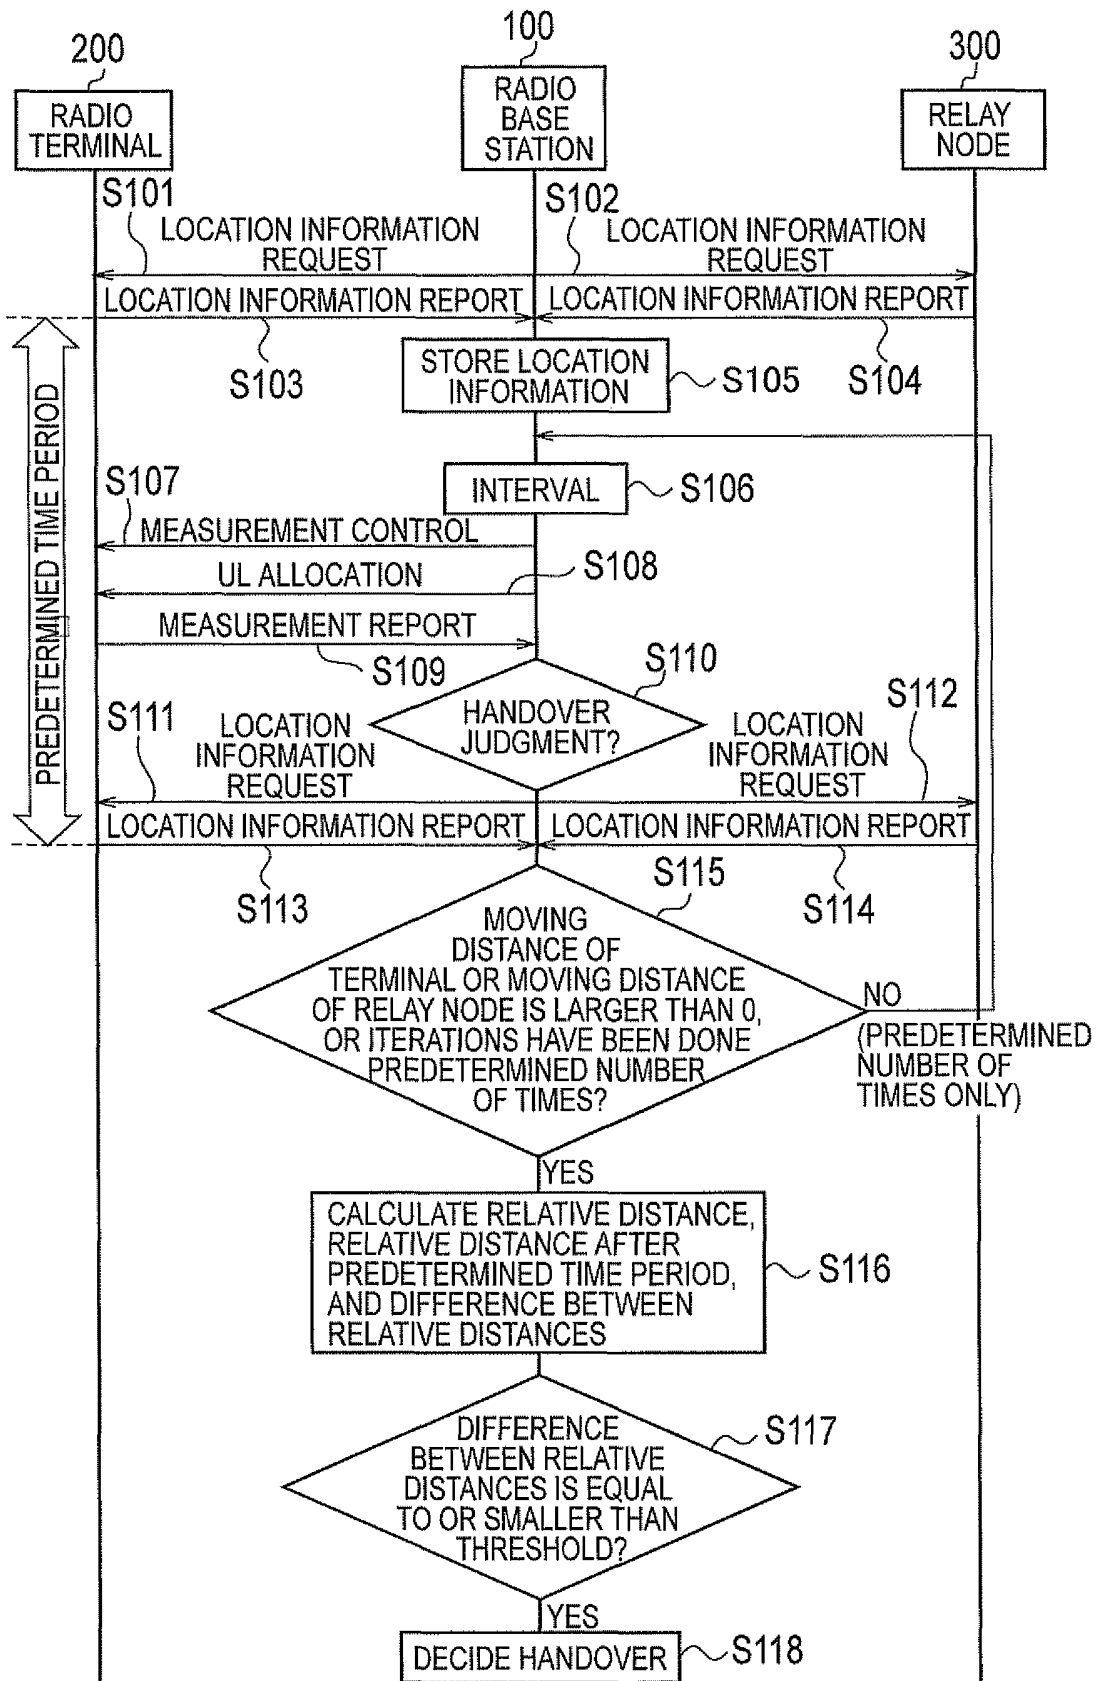 200
100
300
RADIO
TERMINAL
RADIO
BASE
STATION
RELAY
NODE
S101
S102
LOCATION INFORMATION
REQUEST
LOCATION INFORMATION
REQUEST
LOCATION INFORMATION REPORT
LOCATION INFORMATION REPORT
S103
S104
STORE LOCATION
INFORMATION
S105
PREDETERMINED TIME PERIOD
INTERVAL
S106
S107
MEASUREMENT CONTROL
UL ALLOCATION
S108
MEASUREMENT REPORT
S109
S110
HANDOVER
JUDGMENT?
S111
LOCATION
INFORMATION
REQUEST
S112
LOCATION
INFORMATION
REQUEST
LOCATION INFORMATION REPORT
LOCATION INFORMATION REPORT
S113
S114
S115
MOVING
DISTANCE OF
TERMINAL OR MOVING DISTANCE
OF RELAY NODE IS LARGER THAN 0,
OR ITERATIONS HAVE BEEN DONE
PREDETERMINED NUMBER
OF TIMES?
NO
(PREDETERMINED
NUMBER OF
TIMES ONLY)
YES
CALCULATE RELATIVE DISTANCE,
RELATIVE DISTANCE AFTER
PREDETERMINED TIME PERIOD,
AND DIFFERENCE BETWEEN
RELATIVE DISTANCES
S116
DIFFERENCE
BETWEEN RELATIVE
DISTANCES IS EQUAL
TO OR SMALLER THAN
THRESHOLD?
S117
YES
DECIDE HANDOVER
S118